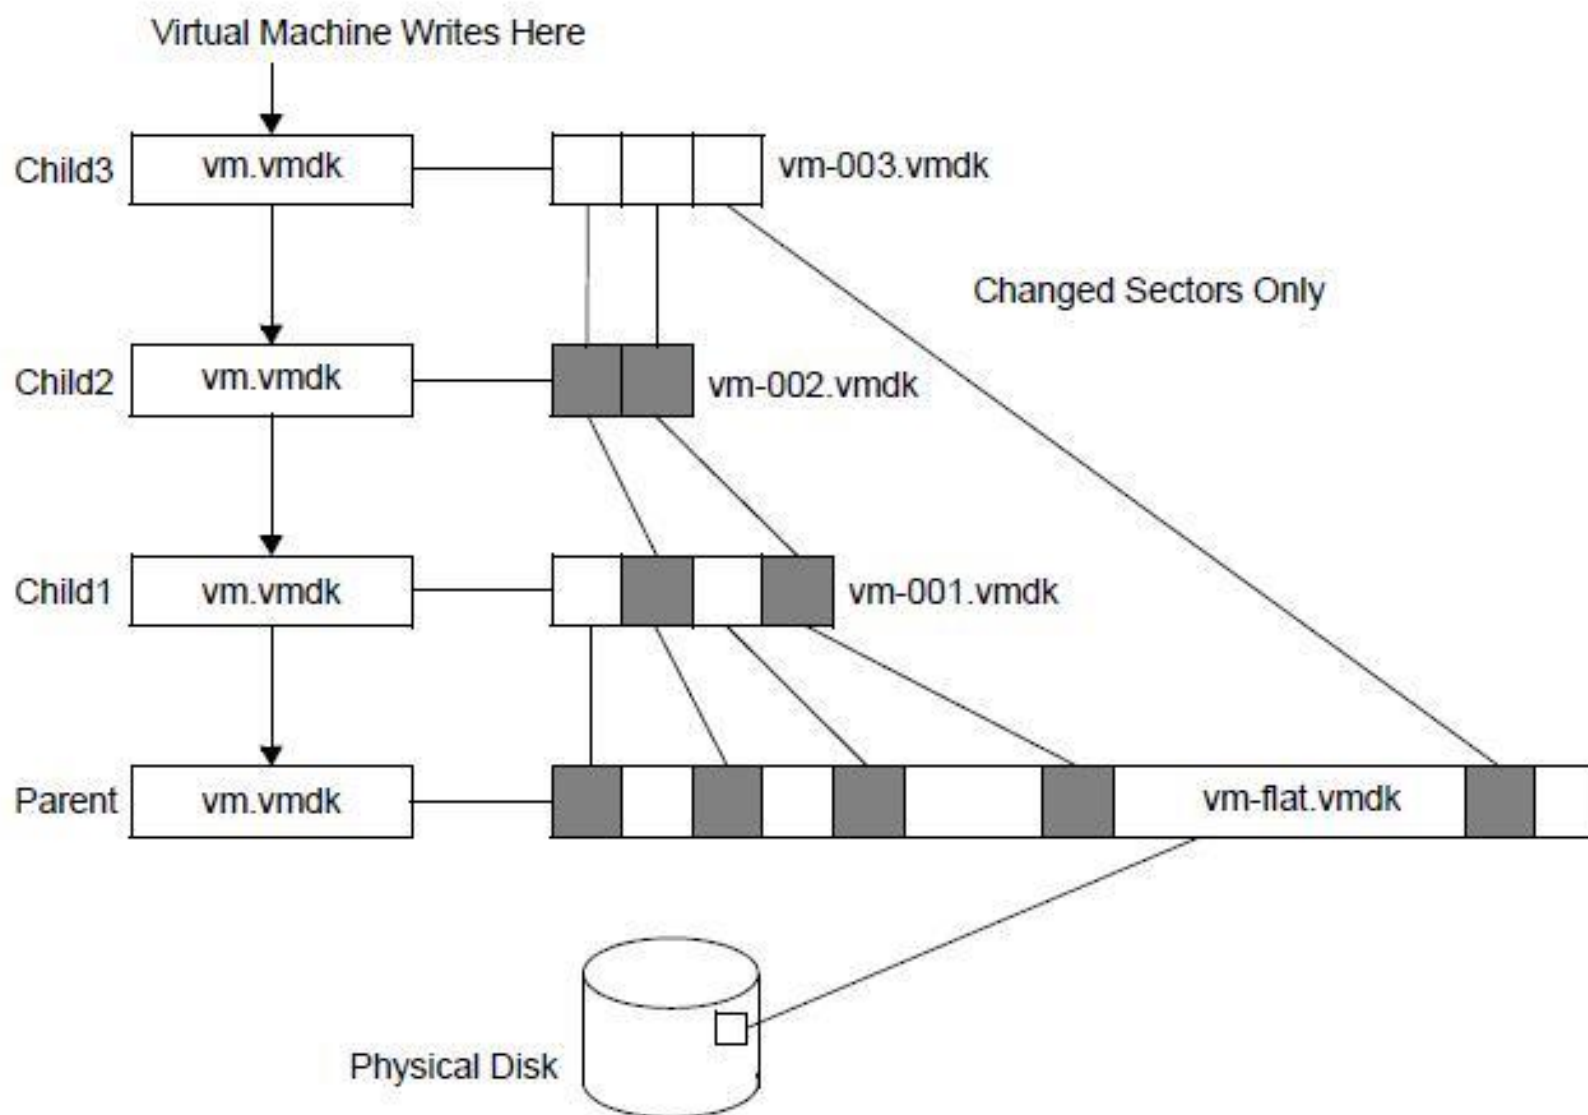 Virtual Machine Writes Here
Child3
vm.vmdk
vm-003.vmdk
Changed Sectors Only
Child2
vm.vmdk
vm-002.vmdk
Child1
vm.vmdk
vm-001.vmdk
Parent
vm.vmdk
vm-flat.vmdk
Physical Disk